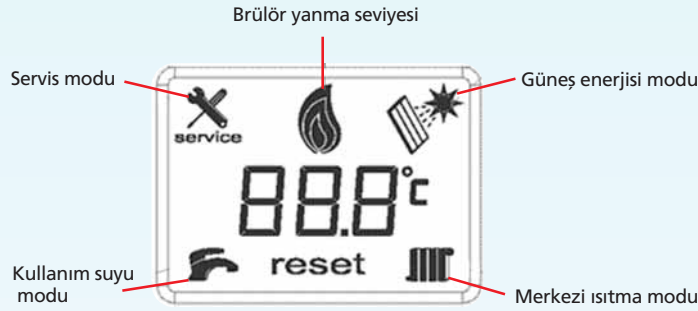 Brülör yanma seviyesi
Servis modu
Güneş enerjisi modu
service
88.8°c
Kullanım suyu
modu
reset
Merkezi ısıtma modu